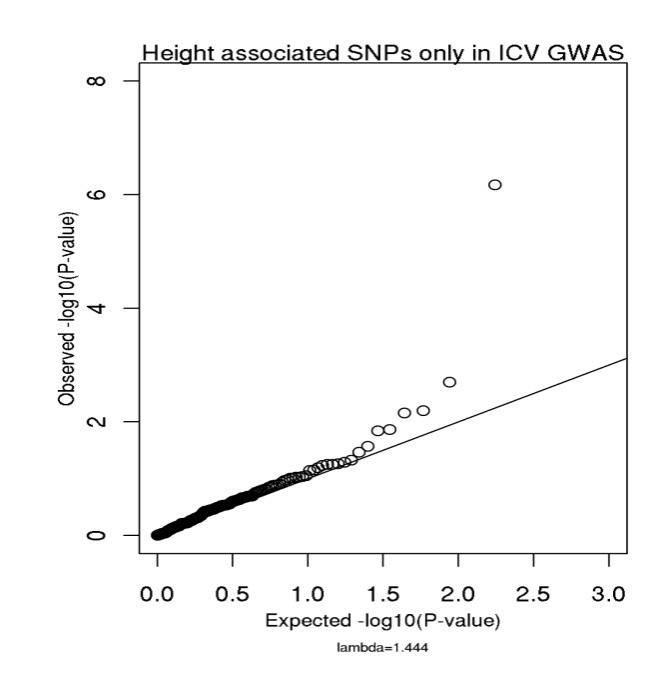 Height associated SNPs only in ICV GWAS
8
6
4
2
0
Observed -log10(P-value)
0.0 0.5 1.0 1.5 2.0 2.5 3.0
Expected -log10(P-value)
lambda=1.444